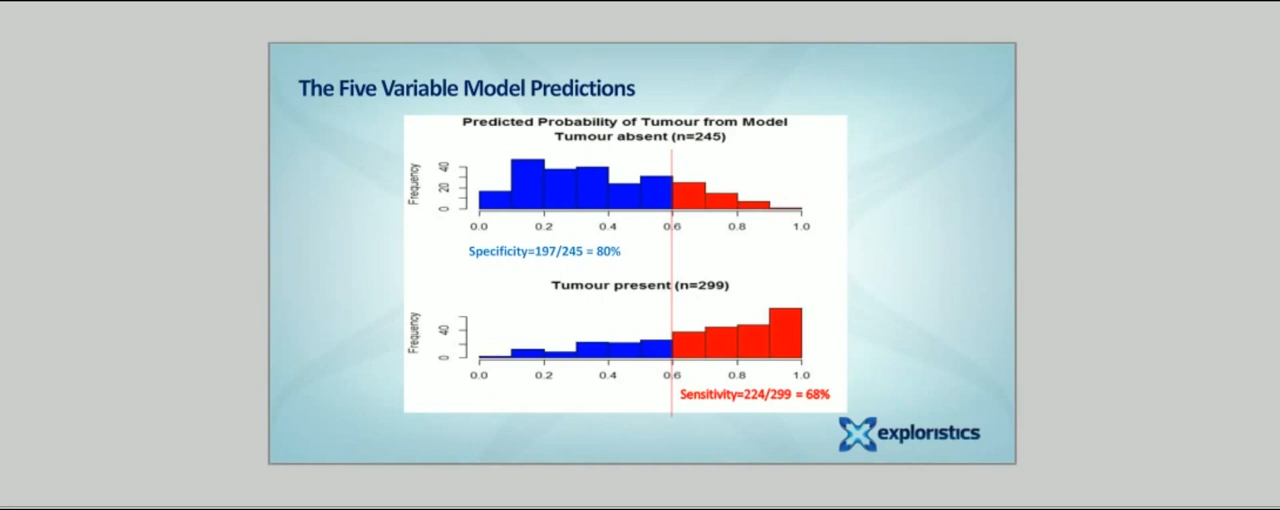 The Five Variable Model Predictions
Predicted Probability of Tumour from Model
Tumour absent (n=245)
Frequency
0 20 40
0.0 0.2 0.4 0.6 0.8 1.0
Specificity=197/245 = 80%
Tumour present (n=299)
Frequency
0 40
0.0 0.2 0.4 0.6 0.8 1.0
Sensitivity=224/299 = 68%
exploristics